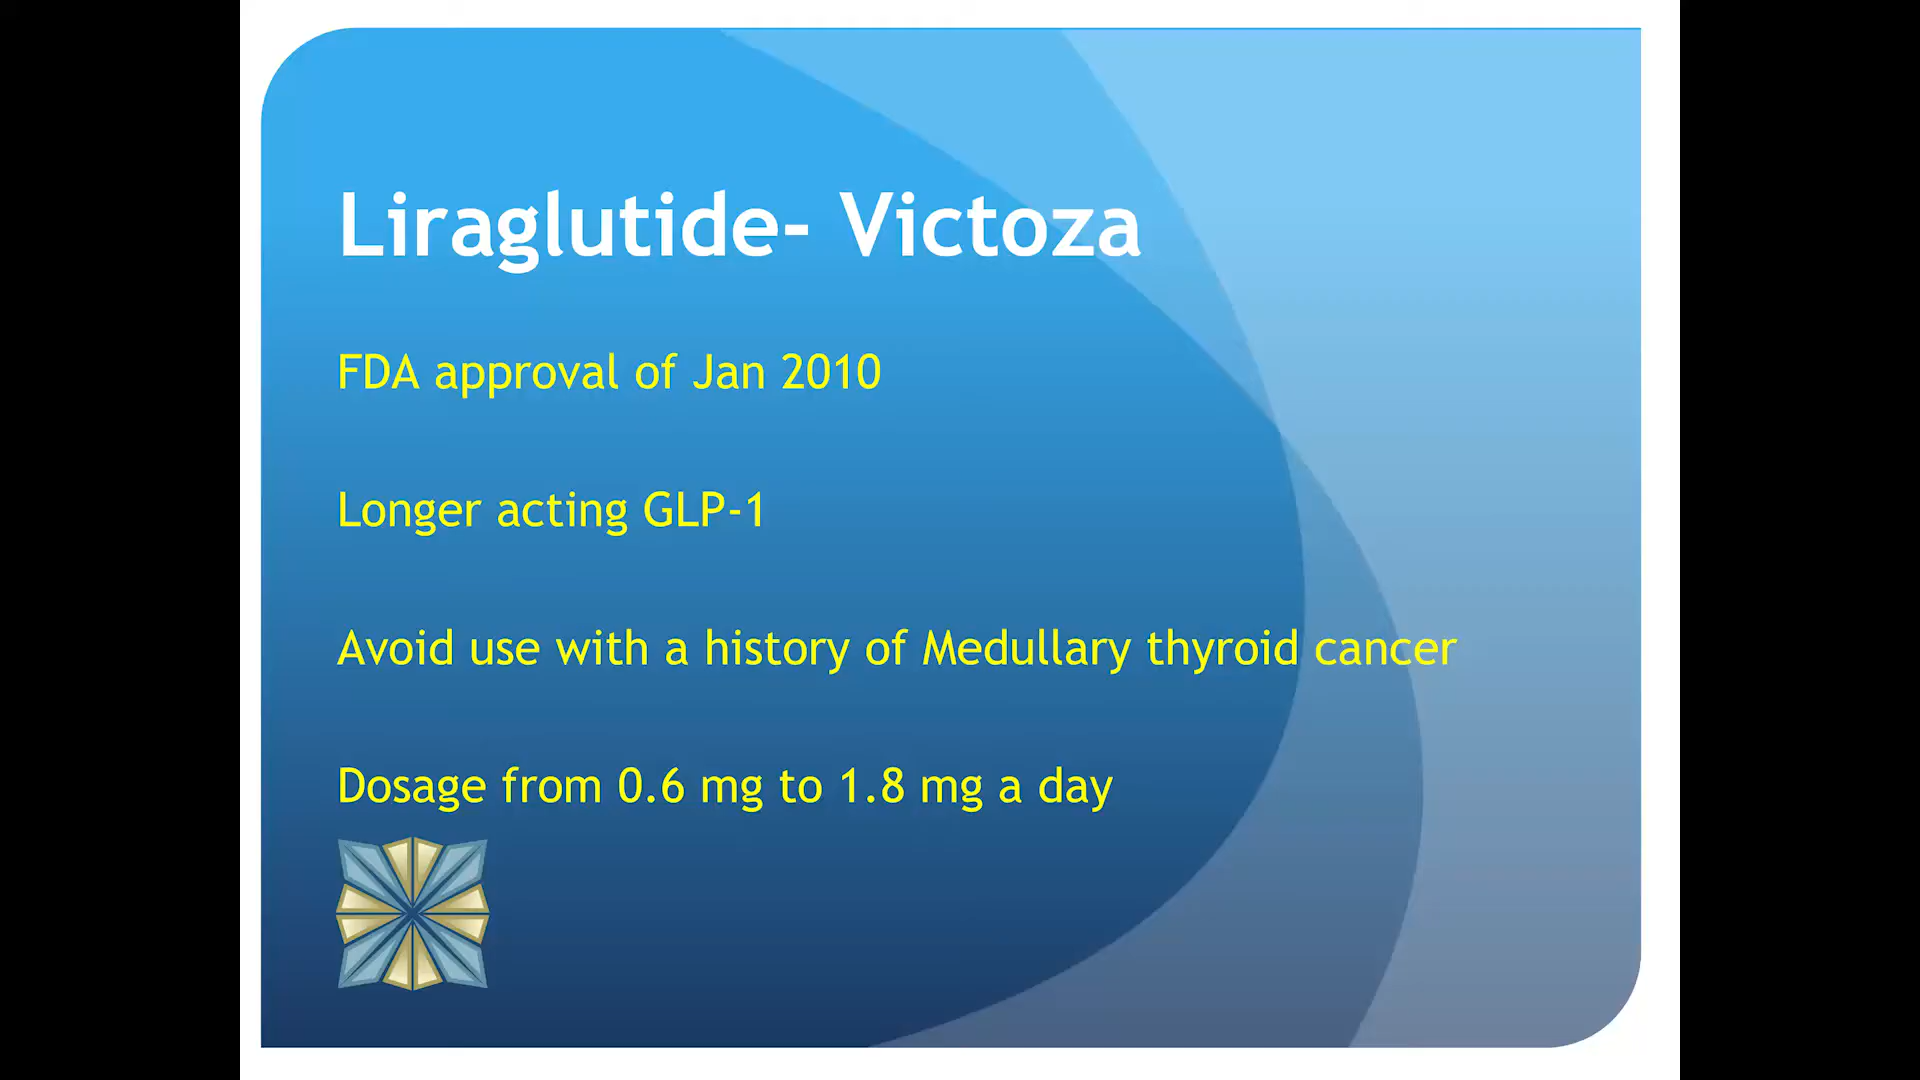 Liraglutide- Victoza
FDA approval of Jan 2010
Longer acting GLP-1
Avoid use with a history of Medullary thyroid cancer
Dosage from 0.6 mg to 1.8 mg a day